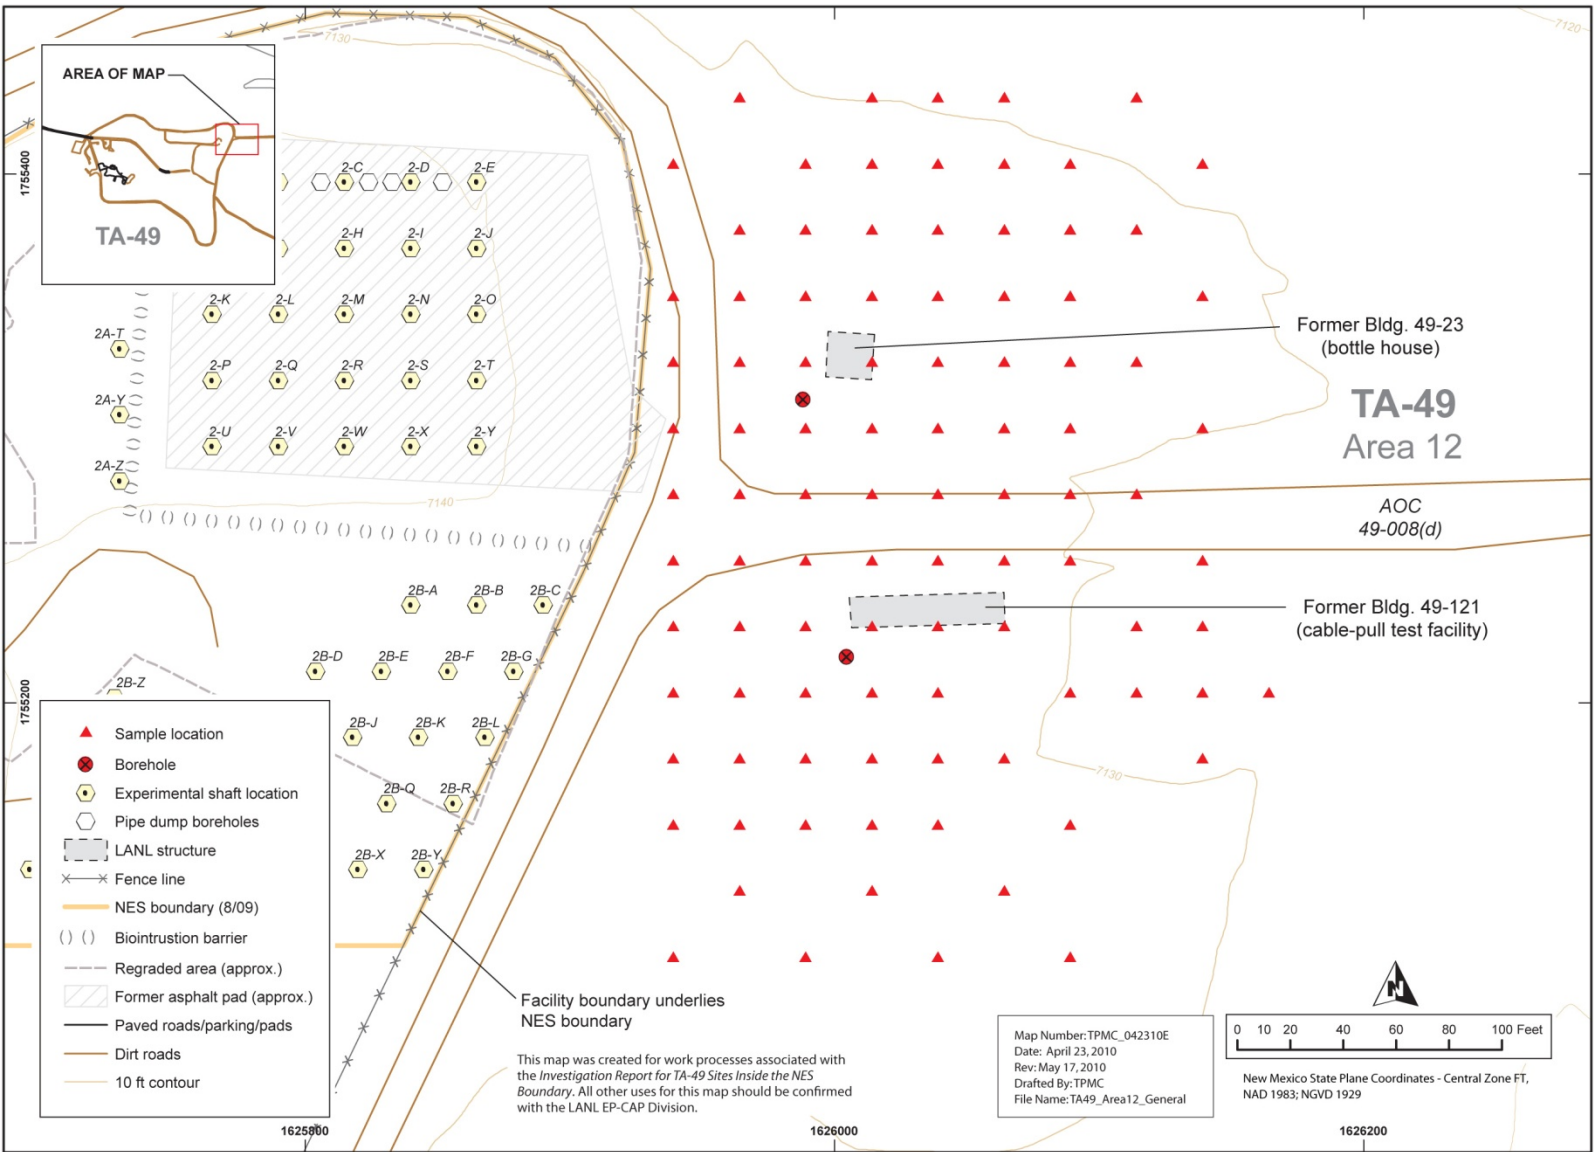 7130
7120
AREA OF MAP
TA-49
1755400
2-C
2-D
2-E
2-H
2-I
2-J
2-K
2-L
2-M
2-N
2-O
2A-T
2-P
2-Q
2-R
2-S
2-T
2A-Y
2-U
2-V
2-W
2-X
2-Y
2A-Z
7140
Former Bldg. 49-23
(bottle house)
TA-49
Area 12
AOC
49-008(d)
2B-A
2B-B
2B-C
Former Bldg. 49-121
(cable-pull test facility)
2B-D
2B-E
2B-F
2B-G
2B-Z
1755200
2B-J
2B-K
2B-L
7130
2B-Q
2B-R
2B-X
2B-Y
Sample location
Borehole
Experimental shaft location
Pipe dump boreholes
LANL structure
Fence line
NES boundary (8/09)
Biointrusion barrier
Regraded area (approx.)
Former asphalt pad (approx.)
Paved roads/parking/pads
Dirt roads
10 ft contour
Facility boundary underlies
NES boundary
This map was created for work processes associated with
the Investigation Report for TA-49 Sites Inside the NES
Boundary. All other uses for this map should be confirmed
with the LANL EP-CAP Division.
Map Number: TPMC_042310E
Date: April 23, 2010
Rev: May 17, 2010
Drafted By: TPMC
File Name: TA49_Area12_General
N
0 10 20 40 60 80 100 Feet
New Mexico State Plane Coordinates - Central Zone FT,
NAD 1983; NGVD 1929
1625800
1626000
1626200